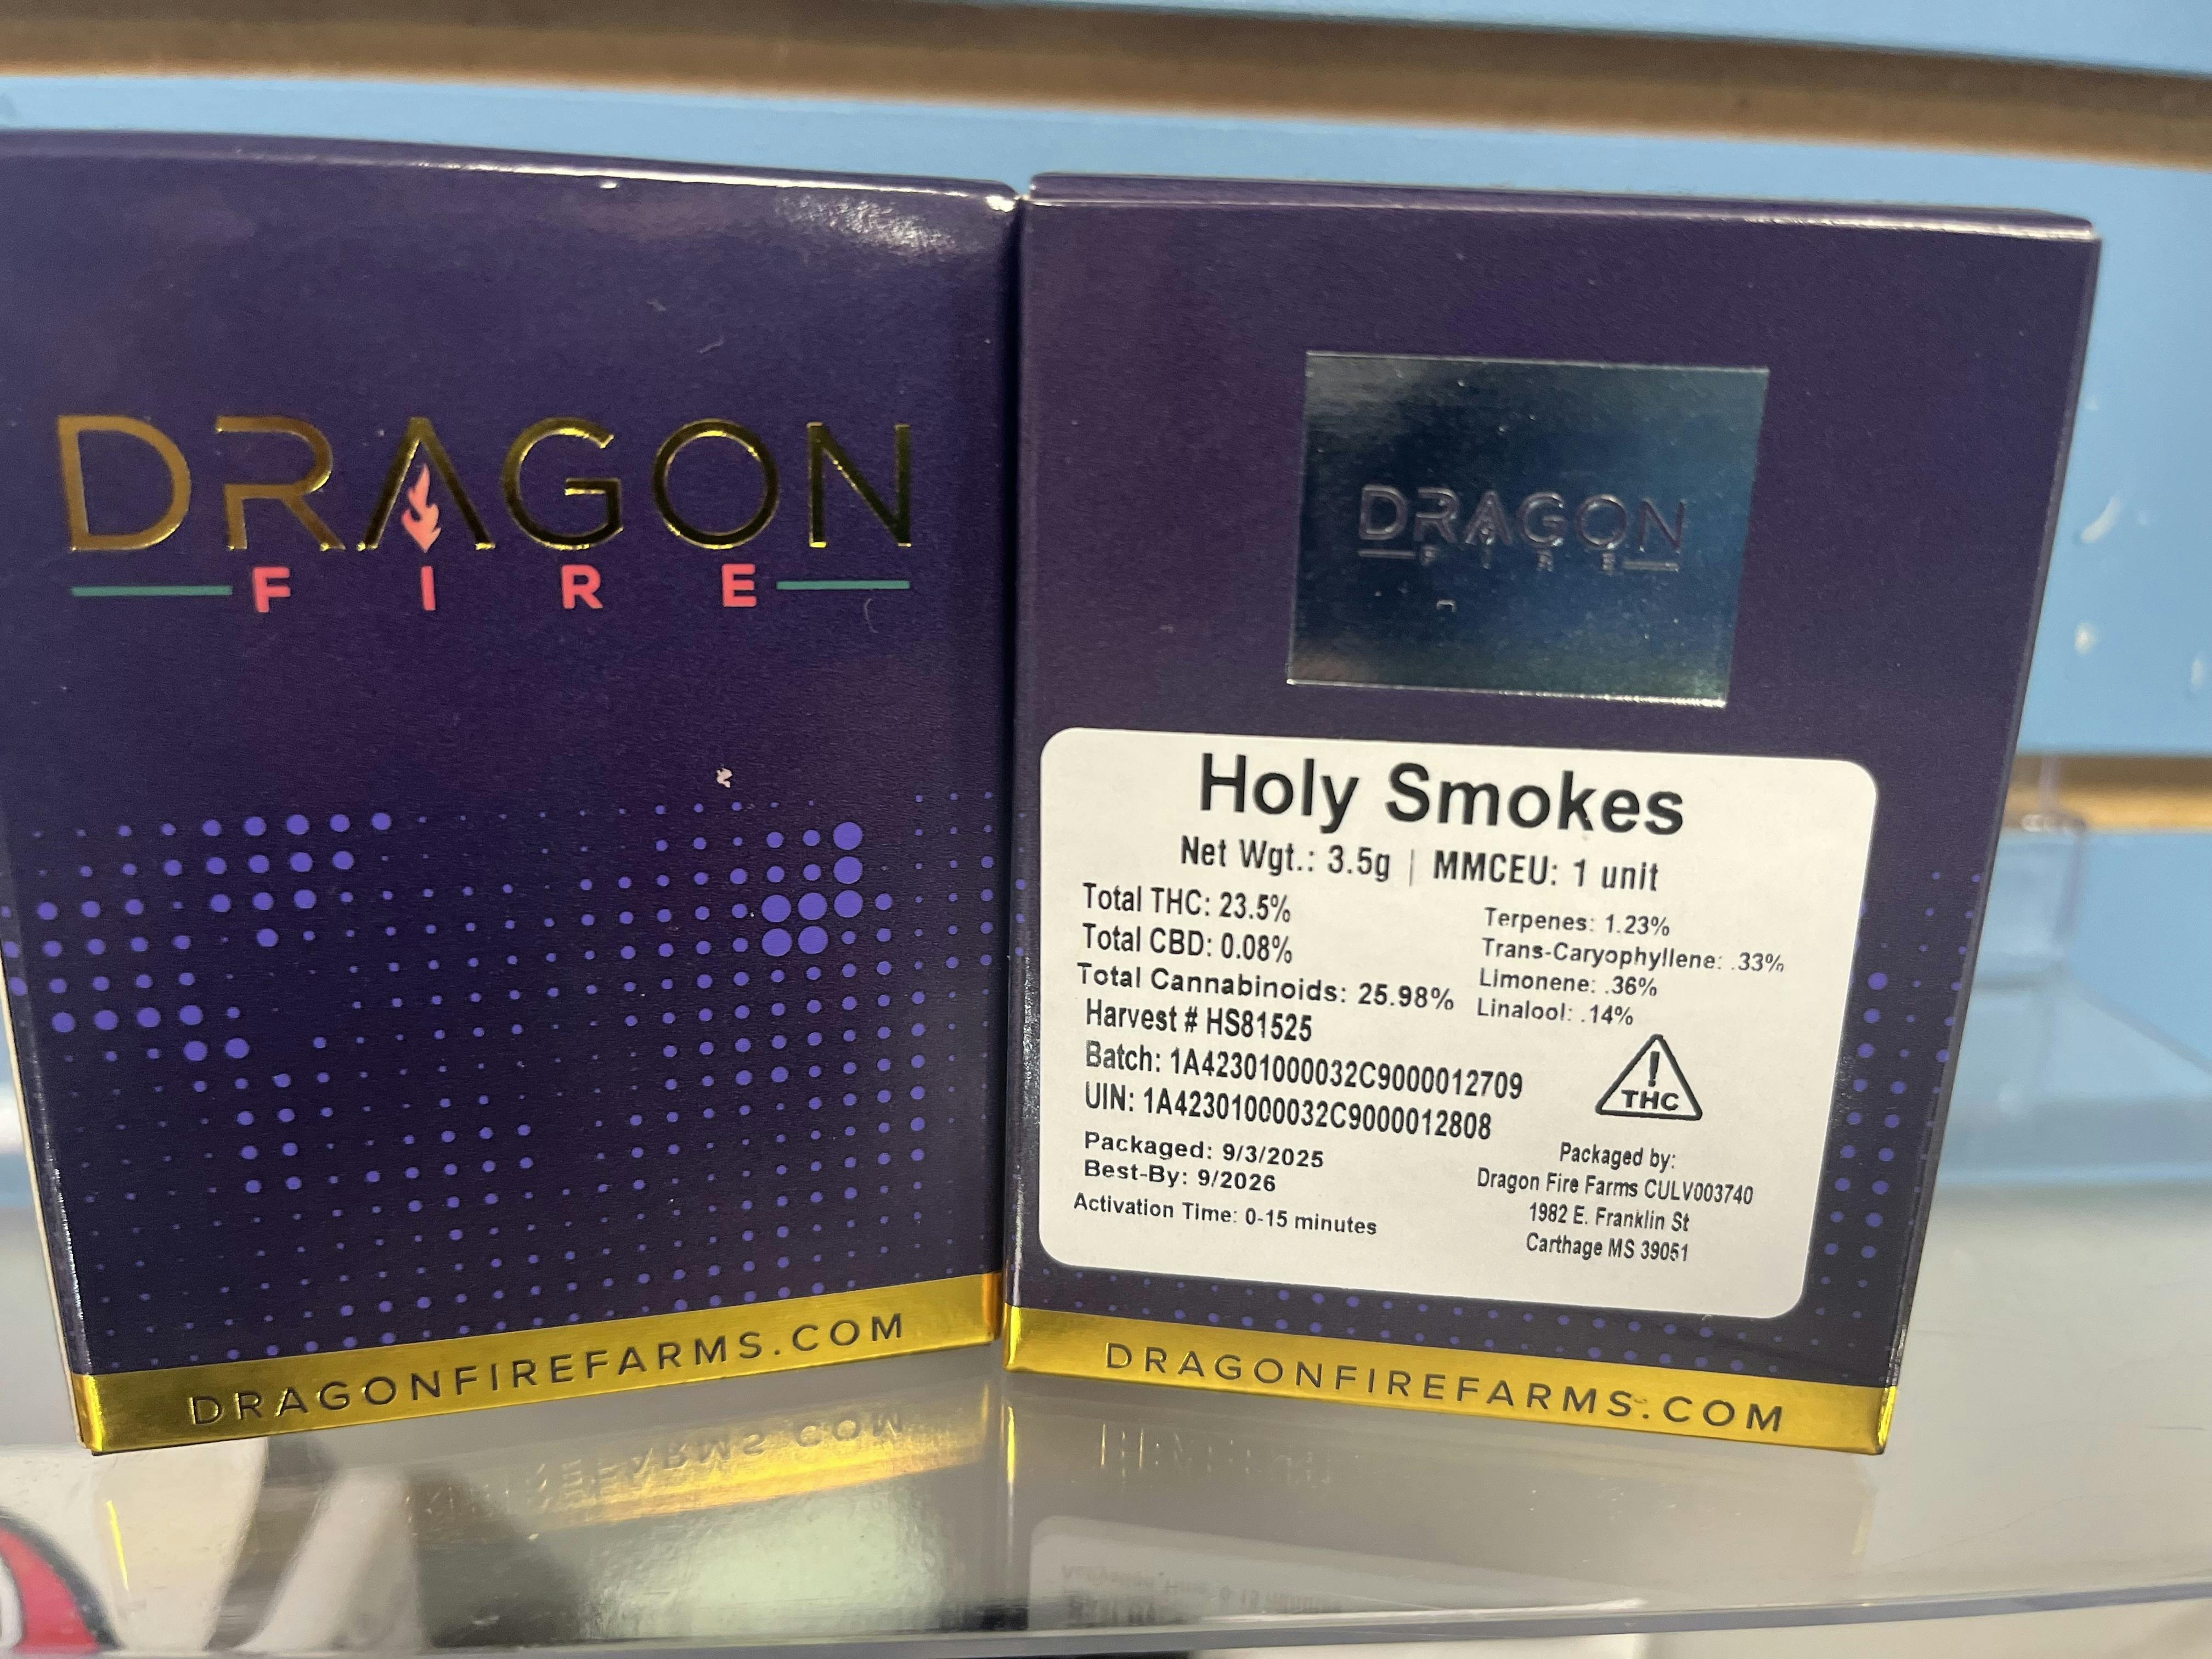 DRAGON
FIRE
DRAGONFIREFARMS.COM
DRAGON
FIRE
Holy Smokes
Net Wgt.: 3.5g | MMCEU: 1 unit
Total THC: 23.5%
Total CBD: 0.08%
Total Cannabinoids: 25.98%
Terpenes: 1.23%
Trans-Caryophyllene: .33%
Limonene: .36%
Linalool: .14%
Harvest # HS81525
Batch: 1A42301000032C9000012709
UIN: 1A42301000032C9000012808
!
THC
Packaged: 9/3/2025
Best-By: 9/2026
Activation Time: 0-15 minutes
Packaged by:
Dragon Fire Farms CULV003740
1982 E. Franklin St
Carthage MS 39051
DRAGONFIREFARMS.COM